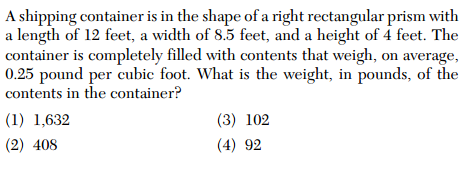 A shipping container is in the shape of a right rectangular prism with
a length of 12 feet, a width of 8.5 feet, and a height of 4 feet. The
container is completely filled with contents that weigh, on average,
0.25 pound per cubic foot. What is the weight, in pounds, of the
contents in the container?
(1) 1,632 (3) 102
(2) 408 (4) 92